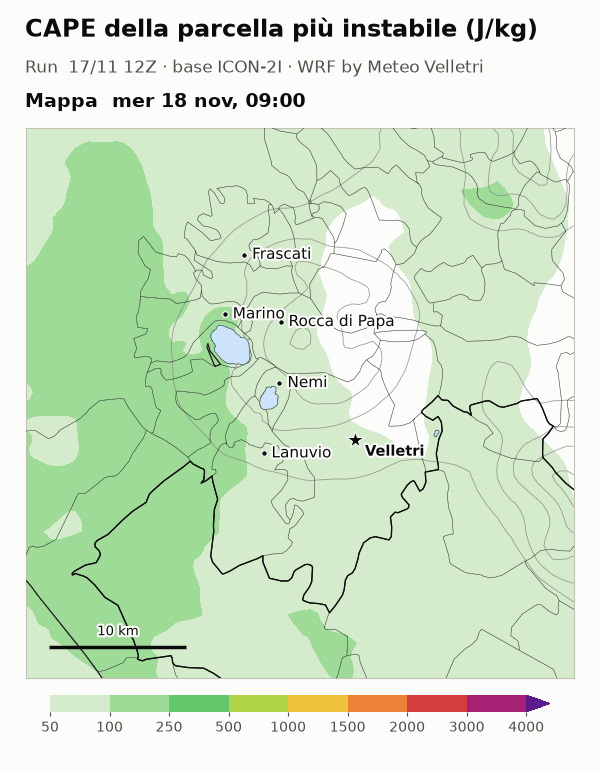 CAPE della parcella più instabile (J/kg)
Run  17/11 12Z · base ICON-2I · WRF by Meteo Velletri
Mappa  mer 18 nov, 09:00
Frascati
Marino
Rocca di Papa
Nemi
Velletri
Lanuvio
10 km
50 100 250 500 1000 1500 2000 3000 4000